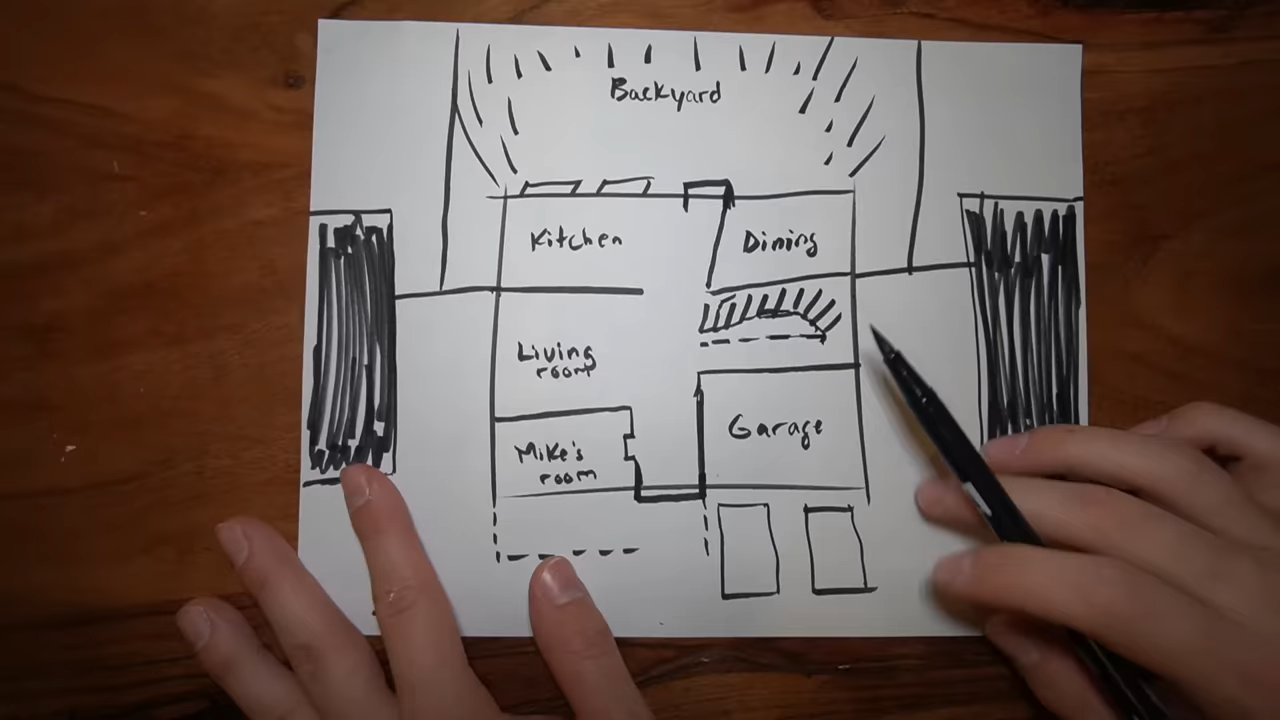 Backyard
Kitchen
Dining
Living
room
Garage
Mike's
room